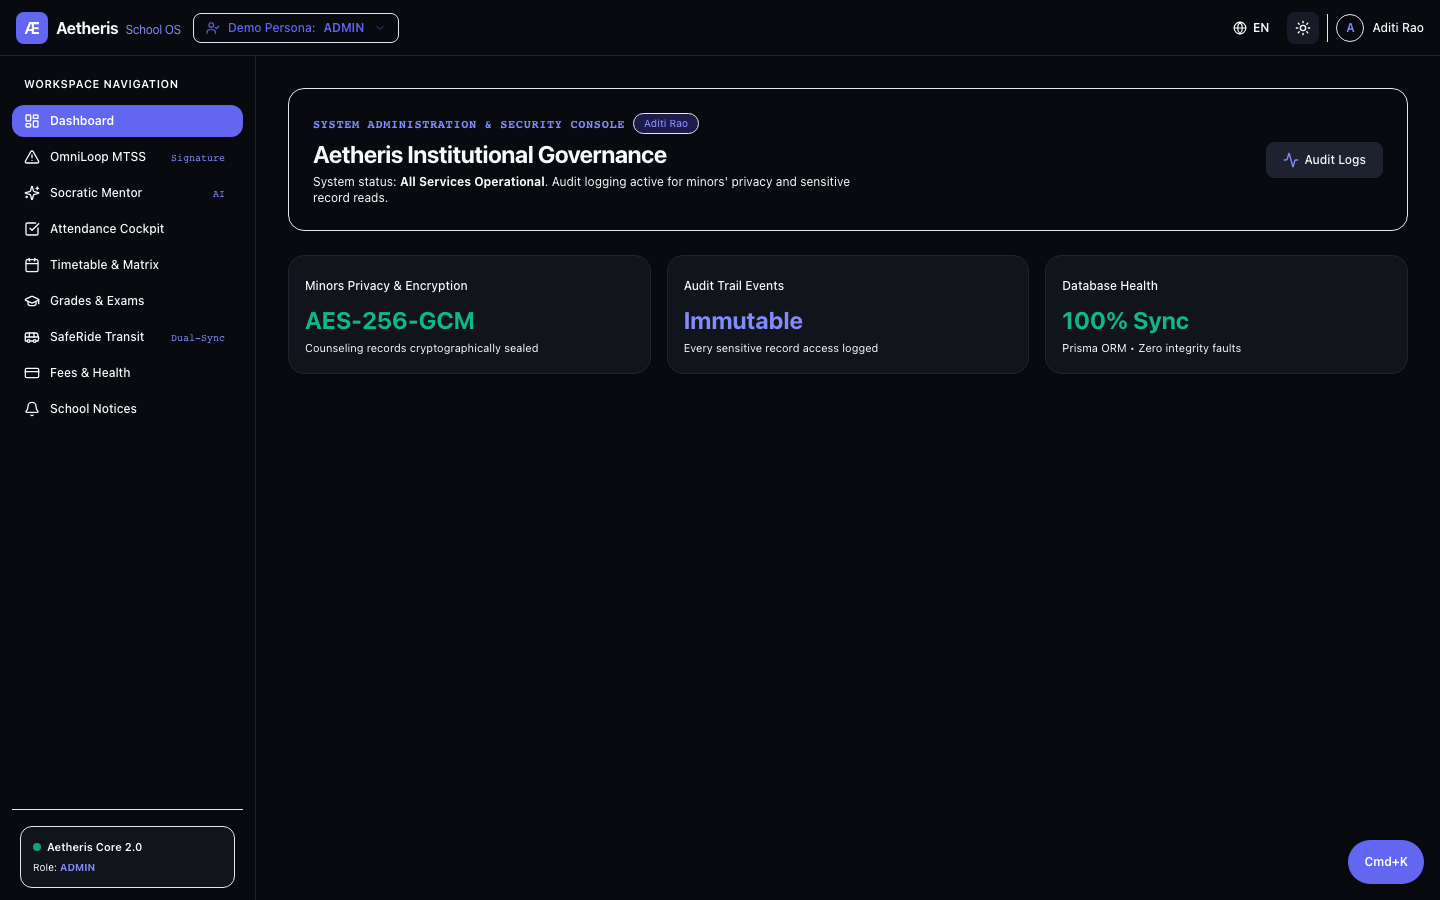 Æ Aetheris School OS Demo Persona: ADMIN EN A Aditi Rao
WORKSPACE NAVIGATION
Dashboard
OmniLoop MTSS Signature
Socratic Mentor AI
Attendance Cockpit
Timetable & Matrix
Grades & Exams
SafeRide Transit Dual-Sync
Fees & Health
School Notices
Aetheris Core 2.0
Role: ADMIN
SYSTEM ADMINISTRATION & SECURITY CONSOLE Aditi Rao
Aetheris Institutional Governance
System status: All Services Operational. Audit logging active for minors' privacy and sensitive
record reads.
Audit Logs
Minors Privacy & Encryption
AES-256-GCM
Counseling records cryptographically sealed
Audit Trail Events
Immutable
Every sensitive record access logged
Database Health
100% Sync
Prisma ORM • Zero integrity faults
Cmd+K